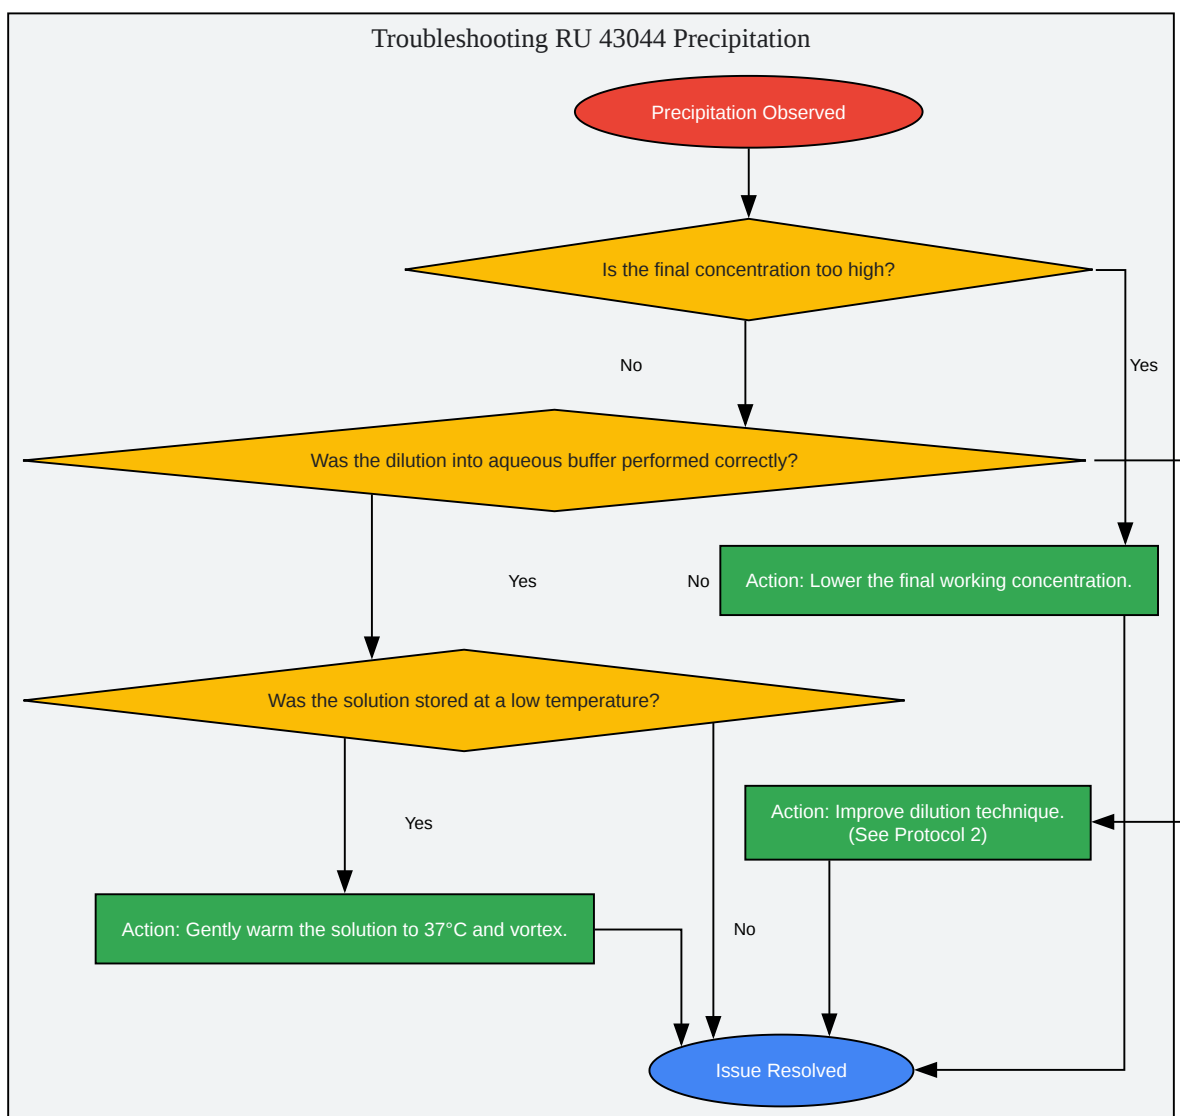 Troubleshooting RU 43044 Precipitation
Precipitation Observed
Is the final concentration too high?
No
Yes
Was the dilution into aqueous buffer performed correctly?
Yes
No
Action: Lower the final working concentration.
Was the solution stored at a low temperature?
Yes
Action: Improve dilution technique.
(See Protocol 2)
Action: Gently warm the solution to 37°C and vortex.
No
Issue Resolved